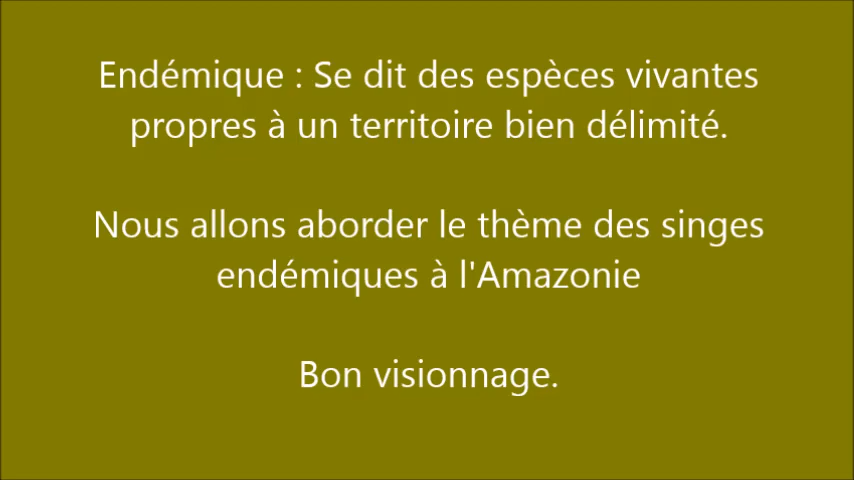 Endémique : Se dit des espèces vivantes
propres à un territoire bien délimité.
Nous allons aborder le thème des singes
endémiques à l'Amazonie
Bon visionnage.